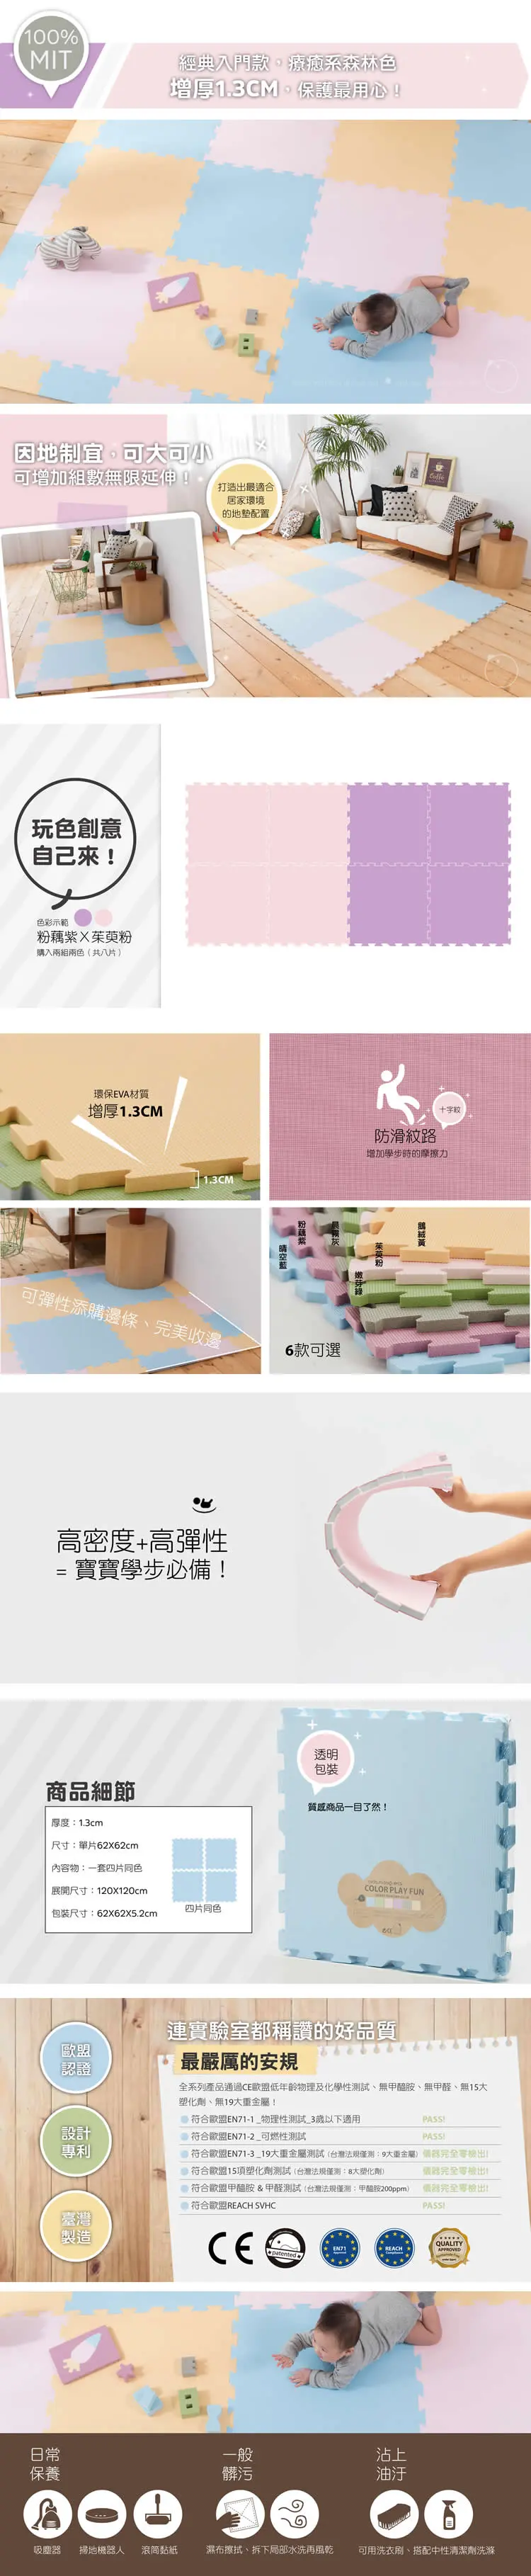 100%
MIT
經典入門款，療癒系森林色
增厚1.3CM，保護最用心！
因地制宜，可大可小
可增加組數無限延伸！
打造出最適合
居家環境
的地墊配置
玩色創意
自己來！
色彩示範
粉藕紫X茱萸粉
購入兩組兩色（共八片）
環保EVA材質
增厚1.3CM
1.3CM
十字紋
防滑紋路
增加學步時的摩擦力
可彈性添購邊條、完美收邊
晴空藍
粉藕紫
晨霧灰
嫩芽綠
茱萸粉
鵝絨黃
6款可選
高密度+高彈性
= 寶寶學步必備！
透明
包裝
質感商品一目了然！
商品細節
厚度：1.3cm
尺寸：單片62X62cm
內容物：一套四片同色
展開尺寸：120X120cm
包裝尺寸：62X62X5.2cm
四片同色
COLOR PLAY FUN
連實驗室都稱讚的好品質
最嚴厲的安規
歐盟
認證
設計
專利
臺灣
製造
全系列產品通過CE歐盟低年齡物理及化學性測試、無甲醯胺、無甲醛、無15大
塑化劑、無19大重金屬！
符合歐盟EN71-1 _物理性測試_3歲以下適用 PASS!
符合歐盟EN71-2 _可燃性測試 PASS!
符合歐盟EN71-3 _19大重金屬測試（台灣法規僅測：9大重金屬）儀器完全零檢出!
符合歐盟15項塑化劑測試（台灣法規僅測：8大塑化劑）儀器完全零檢出!
符合歐盟甲醯胺 & 甲醛測試（台灣法規僅測：甲醯胺200ppm）儀器完全零檢出!
符合歐盟REACH SVHC PASS!
CE
patented
EN71
REACH
QUALITY
APPROVED
日常
保養
一般
髒污
沾上
油汙
吸塵器
掃地機器人
滾筒黏紙
濕布擦拭、拆下局部水洗再風乾
可用洗衣刷、搭配中性清潔劑洗滌